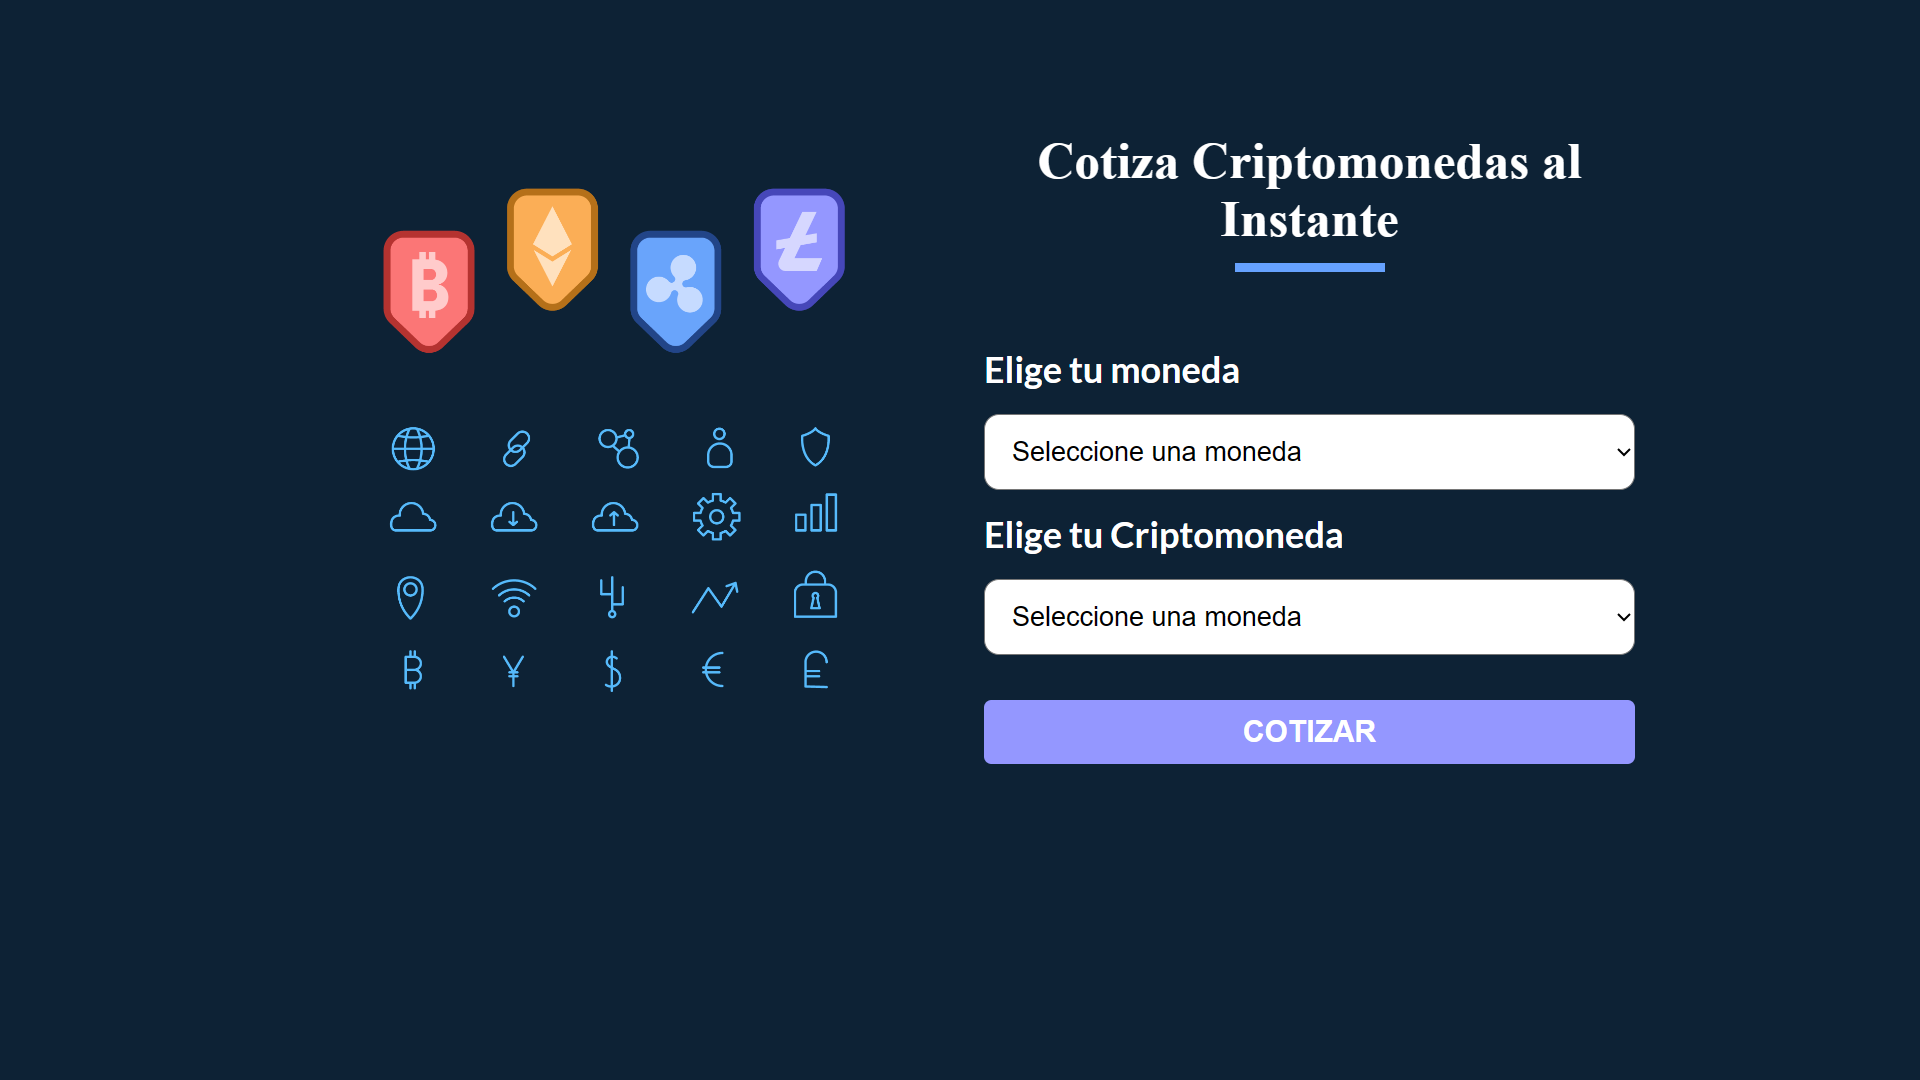 Cotiza Criptomonedas al
Instante
Elige tu moneda
Seleccione una moneda
Elige tu Criptomoneda
Seleccione una moneda
COTIZAR